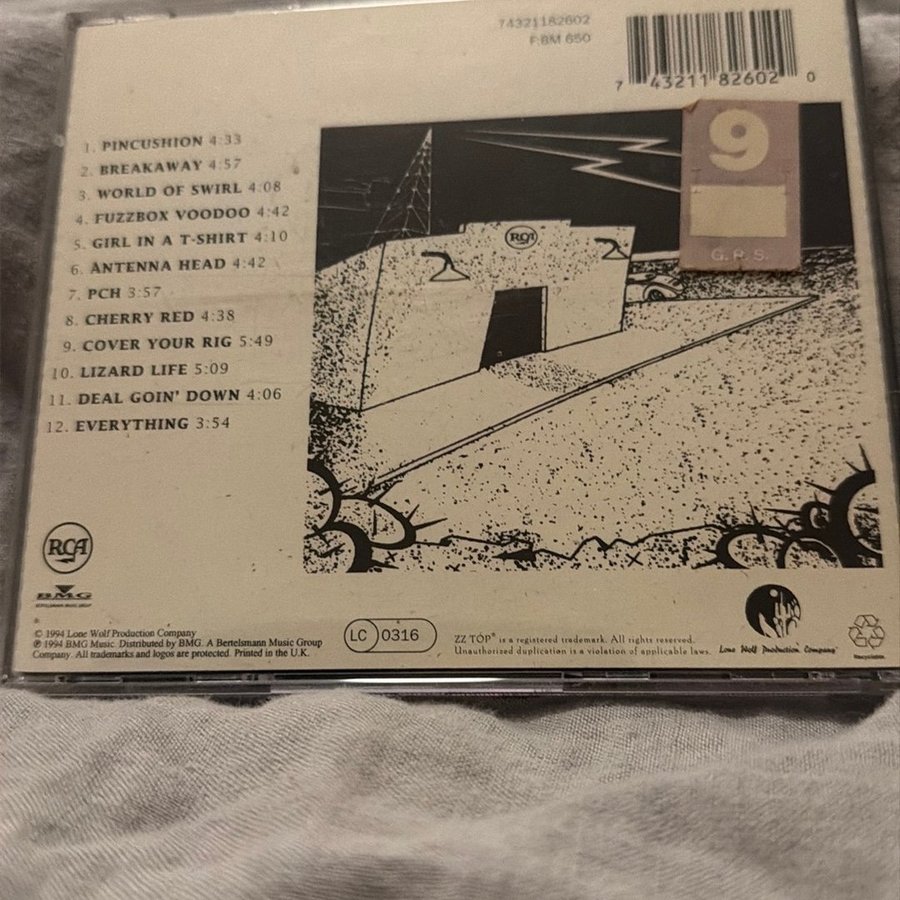 74321182602
F:BM 650
7 43211 82602 0
9
G.R.S.
1. PINCUSHION 4:33
2. BREAKAWAY 4:57
3. WORLD OF SWIRL 4:08
4. FUZZBOX VOODOO 4:42
5. GIRL IN A T-SHIRT 4:10
6. ANTENNA HEAD 4:42
7. PCH 3:57
8. CHERRY RED 4:38
9. COVER YOUR RIG 5:49
10. LIZARD LIFE 5:09
11. DEAL GOIN' DOWN 4:06
12. EVERYTHING 3:54
RCA
RCA
BMG
BERTELSMANN MUSIC GROUP
© 1994 Lone Wolf Production Company
℗ 1994 BMG Music. Distributed by BMG. A Bertelsmann Music Group
Company. All trademarks and logos are protected. Printed in the U.K.
LC 0316
ZZ TOP® is a registered trademark. All rights reserved.
Unauthorized duplication is a violation of applicable laws.
Lone Wolf Production Company
Recyclable